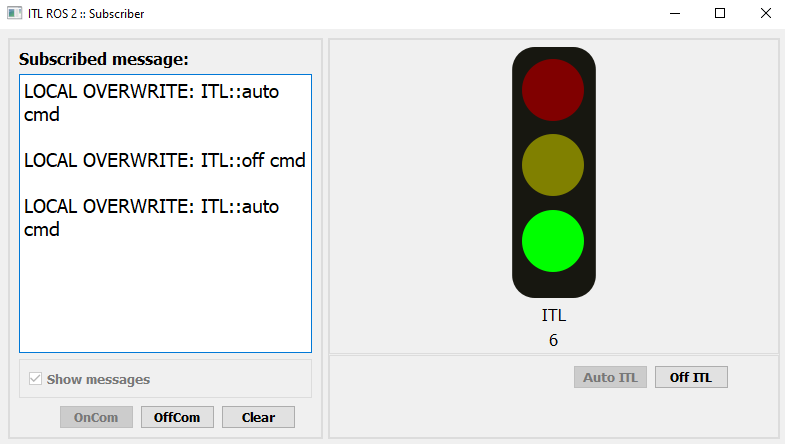 ITL ROS 2 :: Subscriber
Subscribed message:
LOCAL OVERWRITE: ITL::auto
cmd
LOCAL OVERWRITE: ITL::off cmd
LOCAL OVERWRITE: ITL::auto
cmd
Show messages
OnCom OffCom Clear
ITL
6
Auto ITL Off ITL